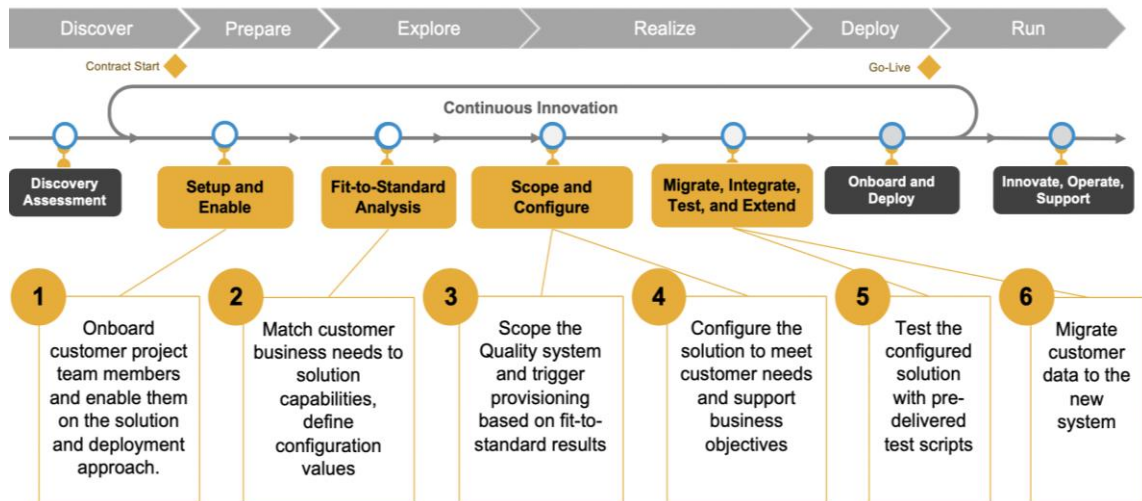 Discover
Prepare
Explore
Realize
Deploy
Run
Contract Start
Go-Live
Continuous Innovation
Discovery
Assessment
Setup and
Enable
Fit-to-Standard
Analysis
Scope and
Configure
Migrate, Integrate,
Test, and Extend
Onboard and
Deploy
Innovate, Operate,
Support
1
Onboard
customer project
team members
and enable them
on the solution
and deployment
approach.
2
Match customer
business needs to
solution
capabilities,
define
configuration
values
3
Scope the
Quality system
and trigger
provisioning
based on fit-to-
standard results
4
Configure the
solution to meet
customer needs
and support
business
objectives
5
Test the
configured
solution
with pre-
delivered
test scripts
6
Migrate
customer
data to the
new
system